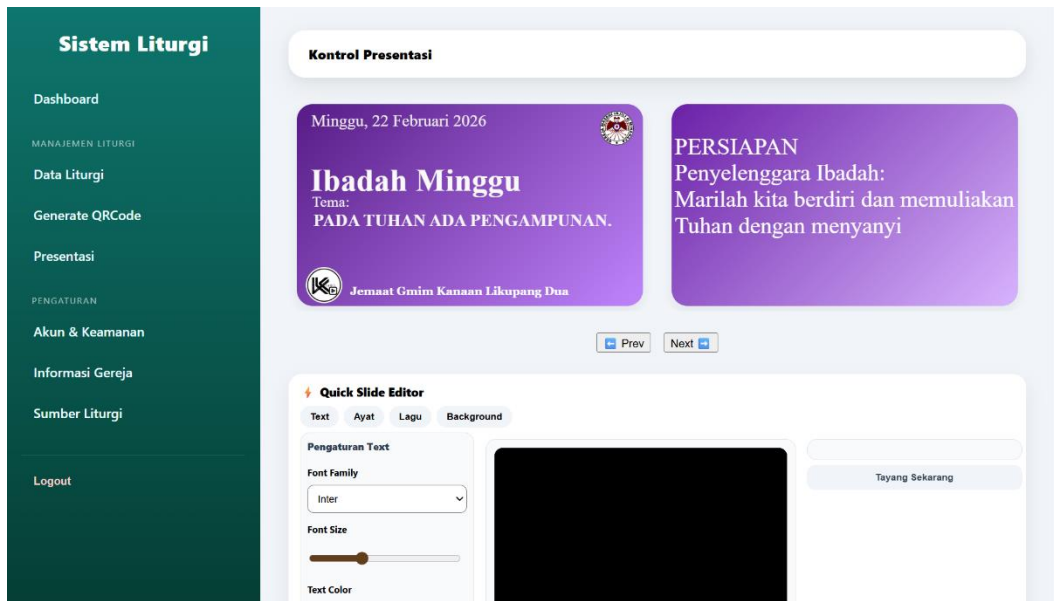 Sistem Liturgi
Dashboard
MANAJEMEN LITURGI
Data Liturgi
Generate QRCode
Presentasi
PENGATURAN
Akun & Keamanan
Informasi Gereja
Sumber Liturgi
Logout
Kontrol Presentasi
Minggu, 22 Februari 2026
Ibadah Minggu
Tema:
PADA TUHAN ADA PENGAMPUNAN.
Jemaat Gmim Kanaan Likupang Dua
PERSIAPAN
Penyelenggara Ibadah:
Marilah kita berdiri dan memuliakan
Tuhan dengan menyanyi
Prev Next
Quick Slide Editor
Text Ayat Lagu Background
Pengaturan Text
Font Family
Inter
Font Size
Text Color
Tayang Sekarang